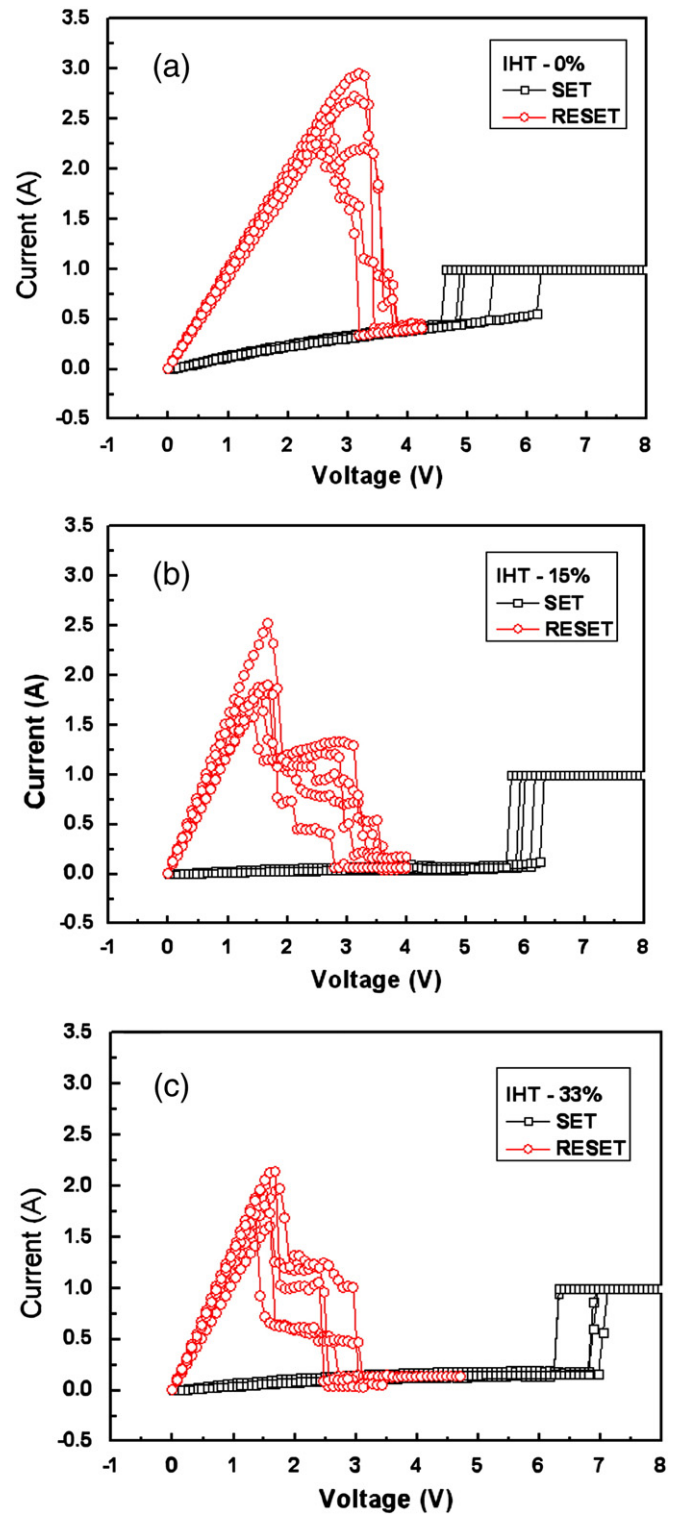 3.5
3.0
2.5
2.0
1.5
1.0
0.5
0.0
-0.5
Current (A)
(a)
IHT - 0%
SET
RESET
-1 0 1 2 3 4 5 6 7 8
Voltage (V)
3.5
3.0
2.5
2.0
1.5
1.0
0.5
0.0
-0.5
Current (A)
(b)
IHT - 15%
SET
RESET
-1 0 1 2 3 4 5 6 7 8
Voltage (V)
3.5
3.0
2.5
2.0
1.5
1.0
0.5
0.0
-0.5
Current (A)
(c)
IHT - 33%
SET
RESET
-1 0 1 2 3 4 5 6 7 8
Voltage (V)